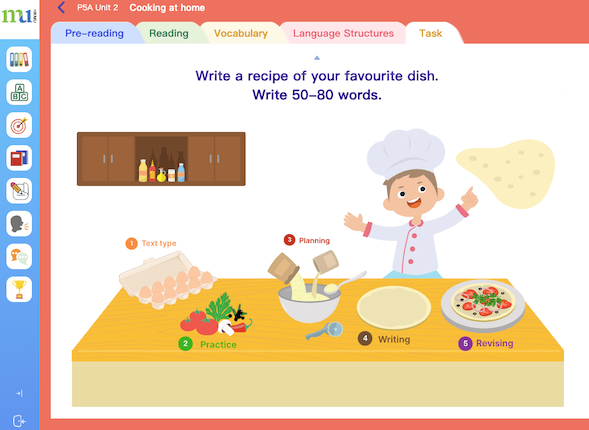 mu
P5A Unit 2 Cooking at home
Pre-reading Reading Vocabulary Language Structures Task
Write a recipe of your favourite dish.
Write 50–80 words.
1 Text type
3 Planning
2 Practice
4 Writing
5 Revising
A
B C